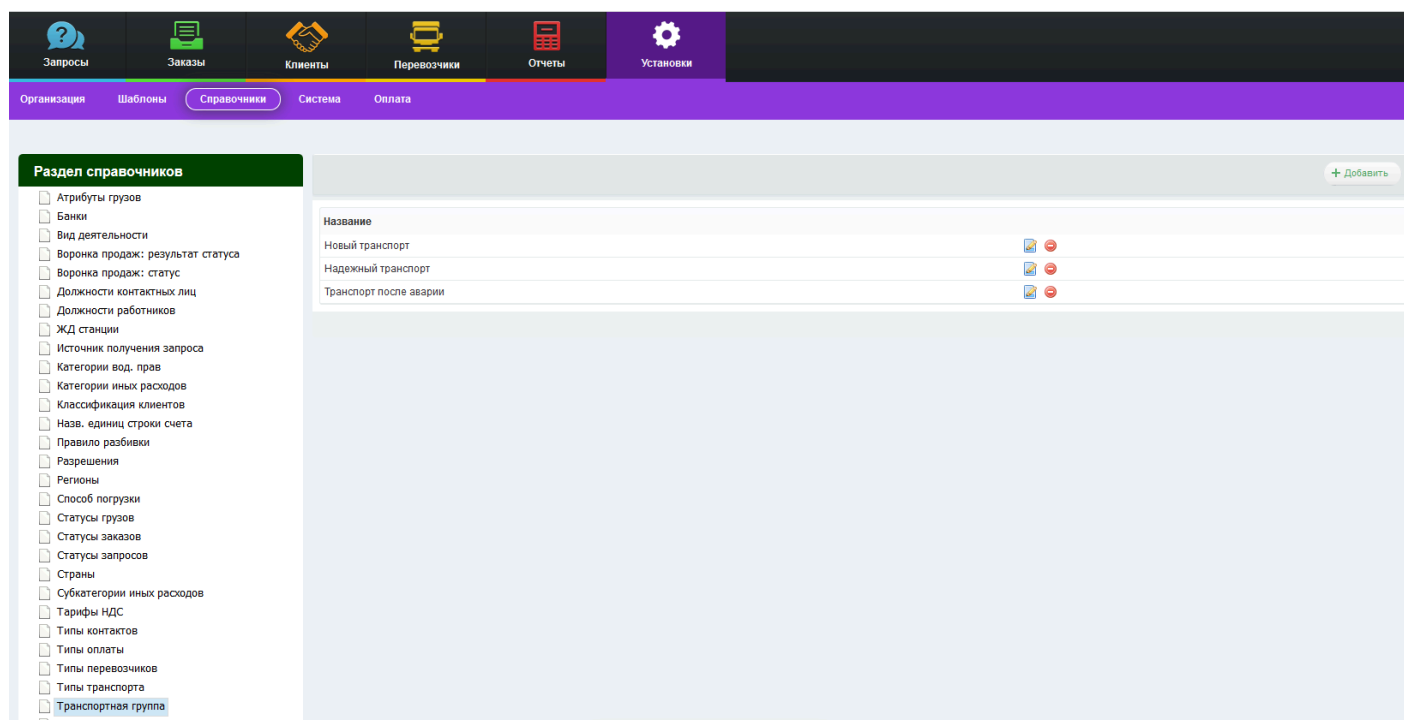 Запросы Заказы Клиенты Перевозчики Отчеты Установки
Организация Шаблоны Справочники Система Оплата
Раздел справочников
Атрибуты грузов
Банки
Вид деятельности
Воронка продаж: результат статуса
Воронка продаж: статус
Должности контактных лиц
Должности работников
ЖД станции
Источник получения запроса
Категории вод. прав
Категории иных расходов
Классификация клиентов
Назв. единиц строки счета
Правило разбивки
Разрешения
Регионы
Способ погрузки
Статусы грузов
Статусы заказов
Статусы запросов
Страны
Субкатегории иных расходов
Тарифы НДС
Типы контактов
Типы оплаты
Типы перевозчиков
Типы транспорта
Транспортная группа
+ Добавить
Название
Новый транспорт
Надежный транспорт
Транспорт после аварии